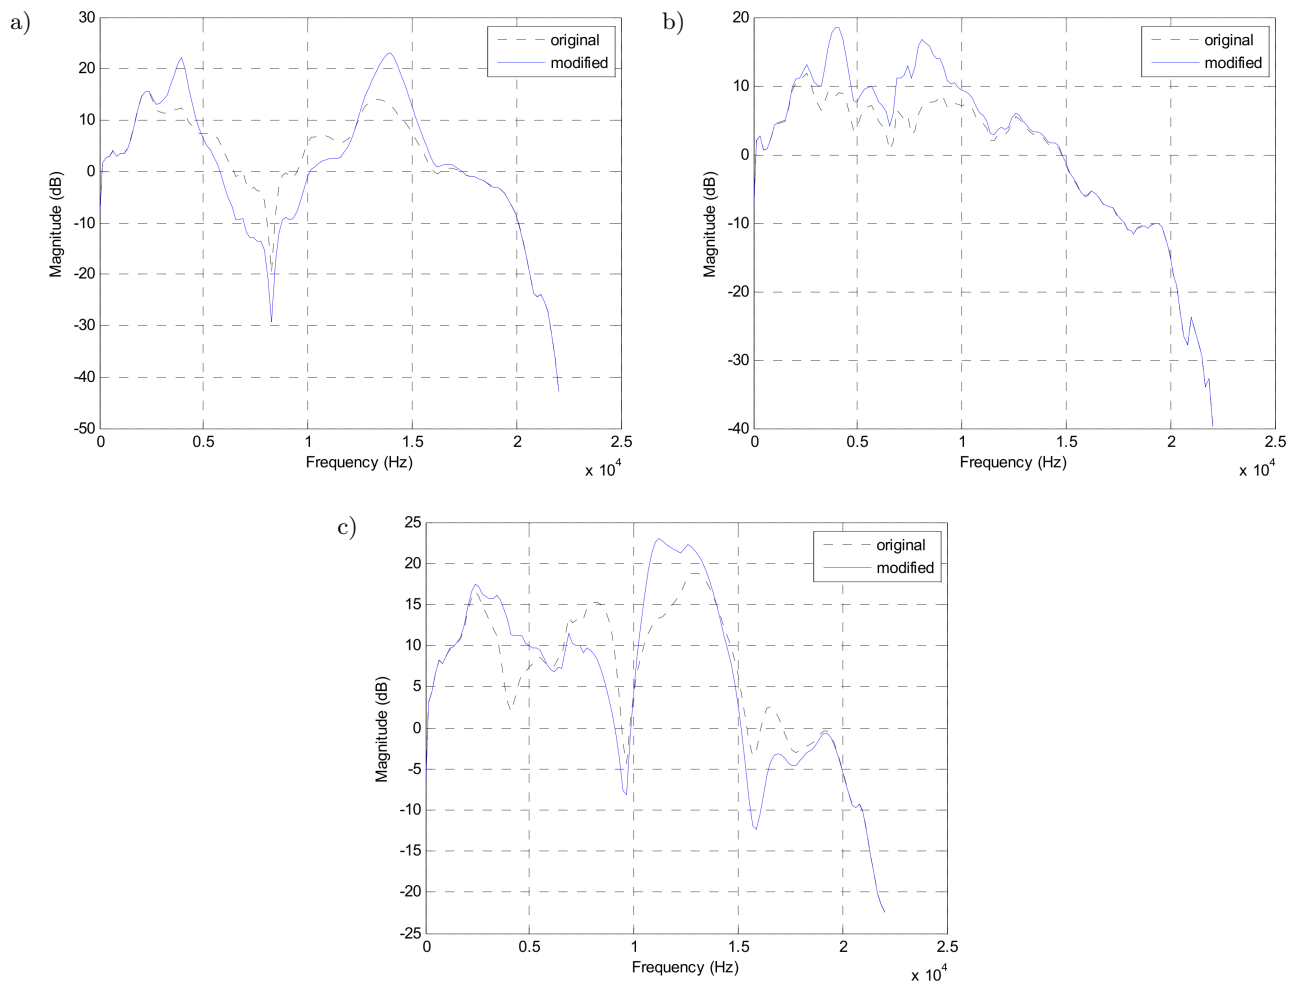 a)
30
20
10
0
-10
-20
-30
-40
-50
Magnitude (dB)
original
modified
0 0.5 1 1.5 2 2.5
Frequency (Hz)
x 10^4
b)
20
10
0
-10
-20
-30
-40
Magnitude (dB)
original
modified
0 0.5 1 1.5 2 2.5
Frequency (Hz)
x 10^4
c)
25
20
15
10
5
0
-5
-10
-15
-20
-25
Magnitude (dB)
original
modified
0 0.5 1 1.5 2 2.5
Frequency (Hz)
x 10^4